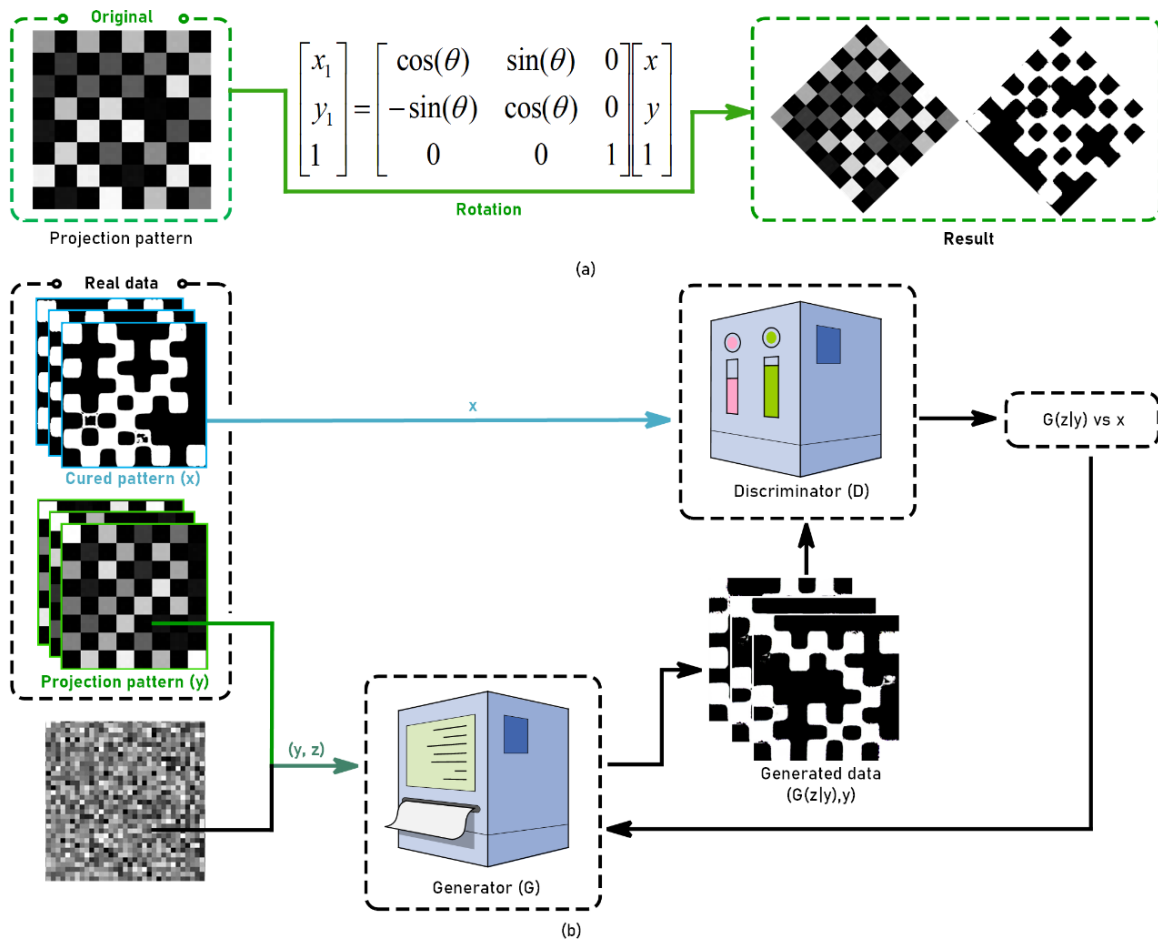 Original
[x₁ y₁ 1] = [cos(θ) sin(θ) 0; −sin(θ) cos(θ) 0; 0 0 1] [x y 1]
Rotation
Projection pattern
Result
(a)
Real data
x
Cured pattern (x)
Discriminator (D)
G(z|y) vs x
Projection pattern (y)
(y, z)
Generated data
(G(z|y),y)
Generator (G)
(b)